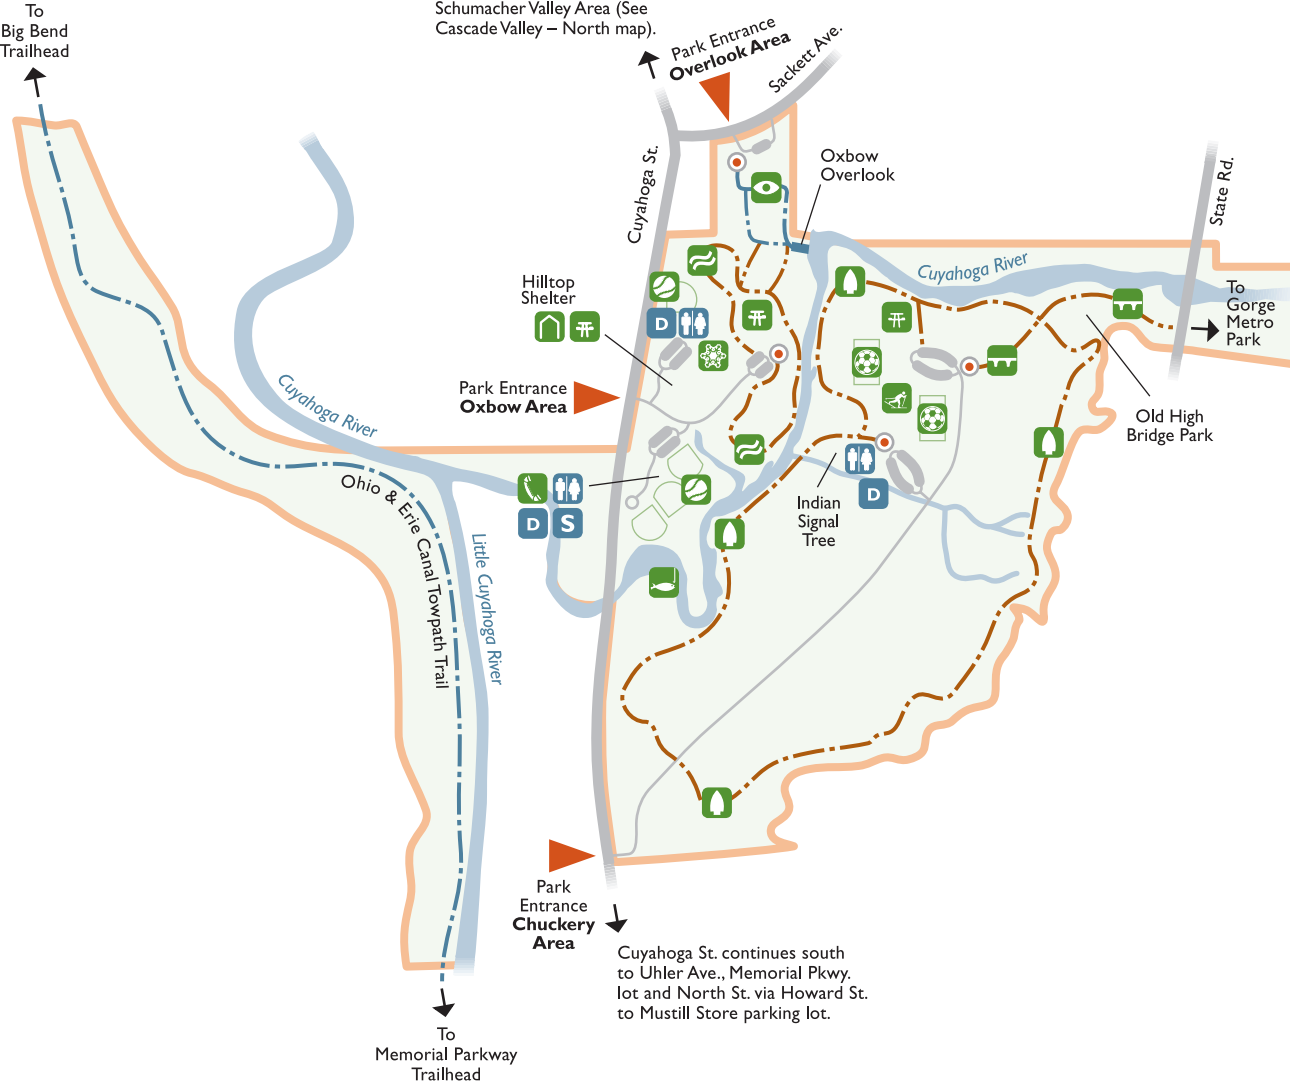 To
Big Bend
Trailhead
Schumacher Valley Area (See
Cascade Valley – North map).
Park Entrance
Overlook Area
Sackett Ave.
Cuyahoga St.
Oxbow
Overlook
State Rd.
Cuyahoga River
To
Gorge
Metro
Park
Hilltop
Shelter
D
Park Entrance
Oxbow Area
Cuyahoga River
Old High
Bridge Park
Ohio & Erie Canal Towpath Trail
D
S
D
Indian
Signal
Tree
Little Cuyahoga River
Park
Entrance
Chuckery
Area
Cuyahoga St. continues south
to Uhler Ave., Memorial Pkwy.
lot and North St. via Howard St.
to Mustill Store parking lot.
To
Memorial Parkway
Trailhead